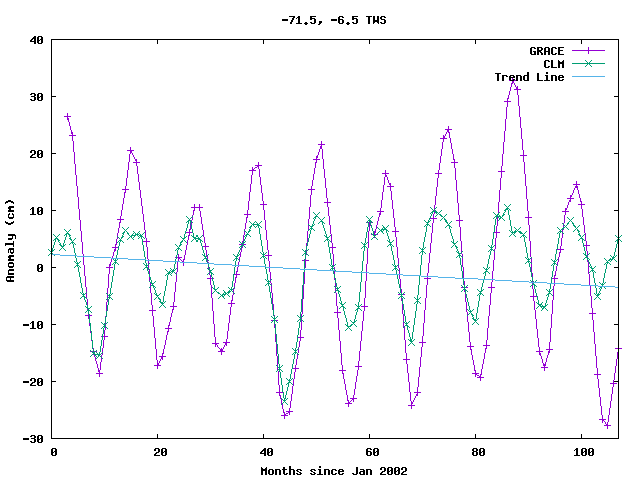 -71.5, -6.5 TWS
GRACE
CLM
Trend Line
Anomaly (cm)
40
30
20
10
0
-10
-20
-30
0 20 40 60 80 100
Months since Jan 2002